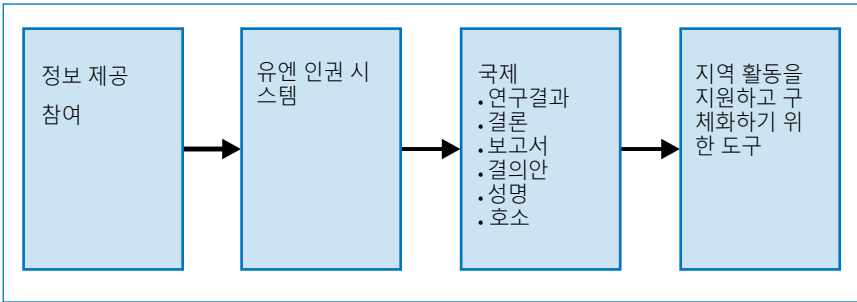 정보 제공
참여
유엔 인권 시
스템
국제
• 연구결과
• 결론
• 보고서
• 결의안
• 성명
• 호소
지역 활동을
지원하고 구
체화하기 위
한 도구